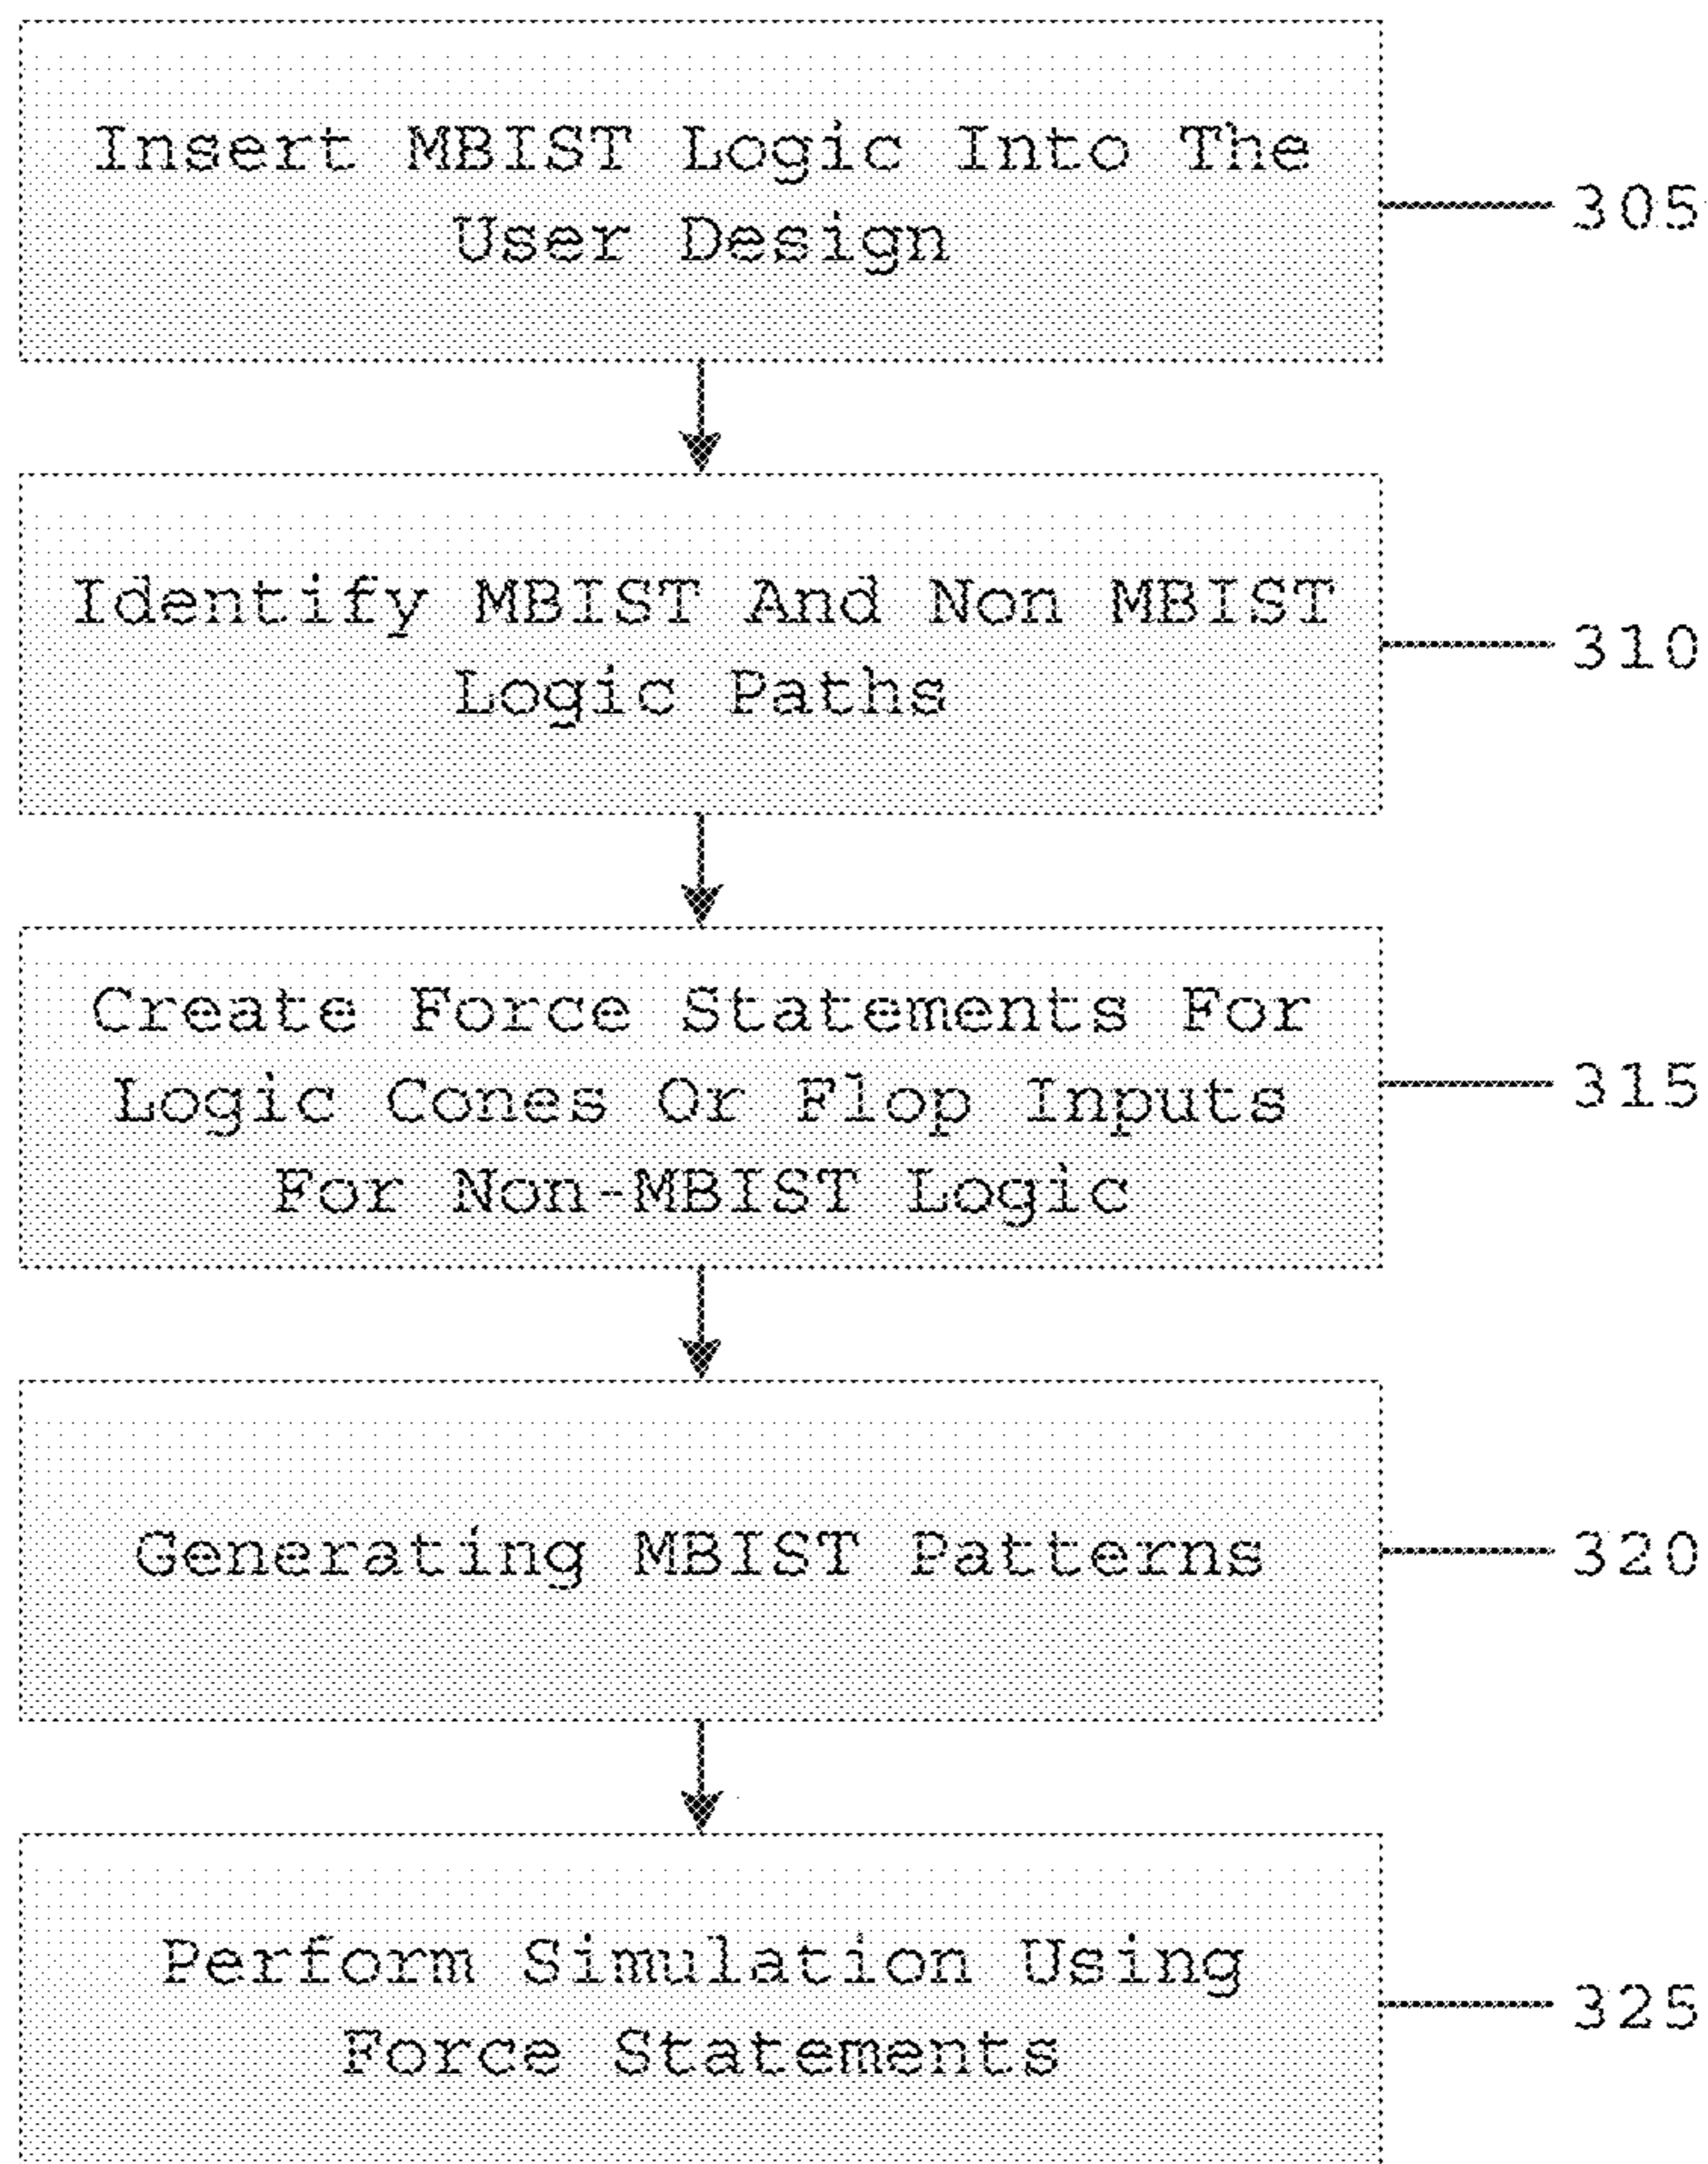 Insert MBIST Logic Into The
User Design
305
Identify MBIST And Non MBIST
Logic Paths
310
Create Force Statements For
Logic Cones Or Flop Inputs
For Non-MBIST Logic
315
Generating MBIST Patterns
320
Perform Simulation Using
Force Statements
325